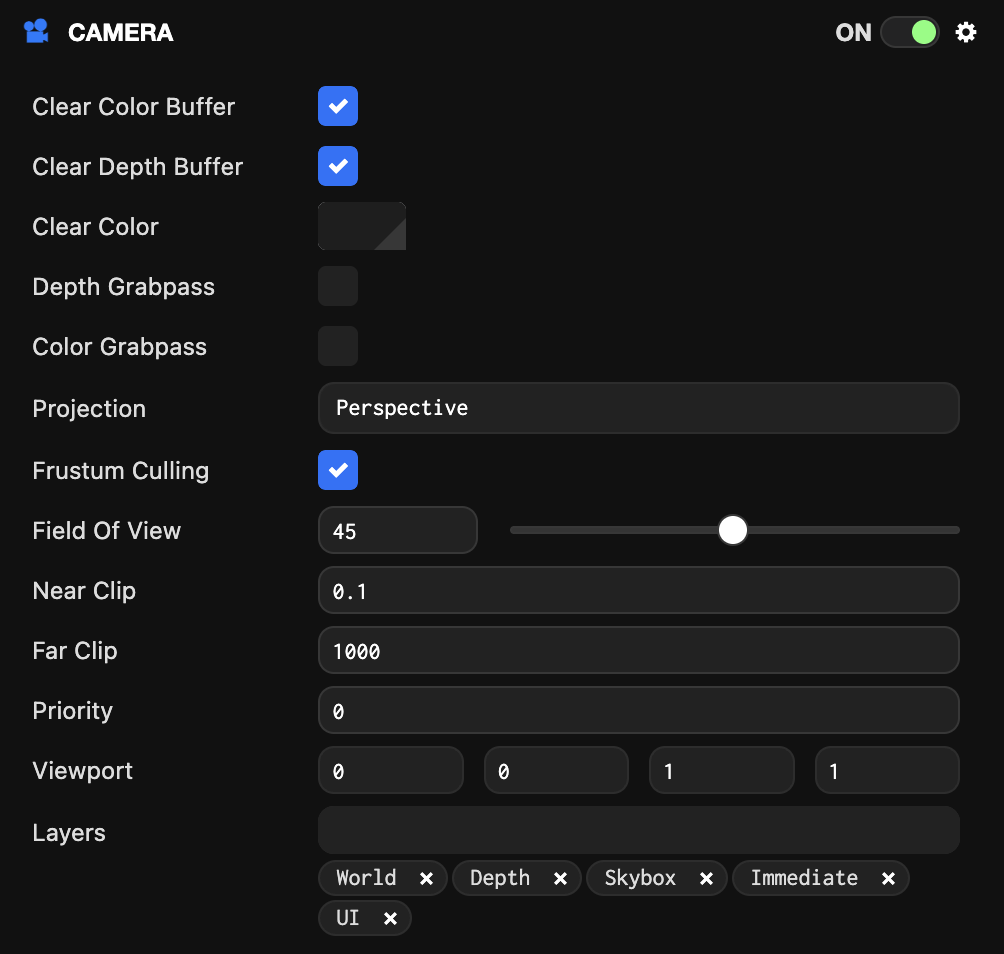 CAMERA ON
Clear Color Buffer
Clear Depth Buffer
Clear Color
Depth Grabpass
Color Grabpass
Projection Perspective
Frustum Culling
Field Of View 45
Near Clip 0.1
Far Clip 1000
Priority 0
Viewport 0 0 1 1
Layers
World × Depth × Skybox × Immediate ×
UI ×